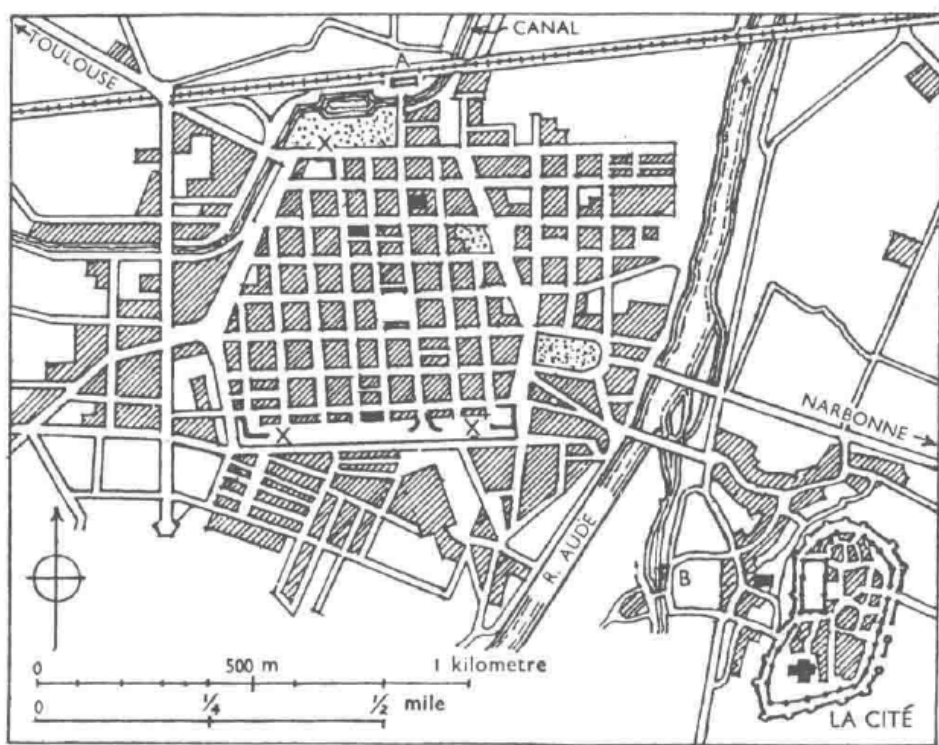 CANAL
TOULOUSE
A
X
NARBONNE
X
X
R. AUDE
B
0 500 m 1 kilometre
1/4 1/2 mile
0
LA CITÉ